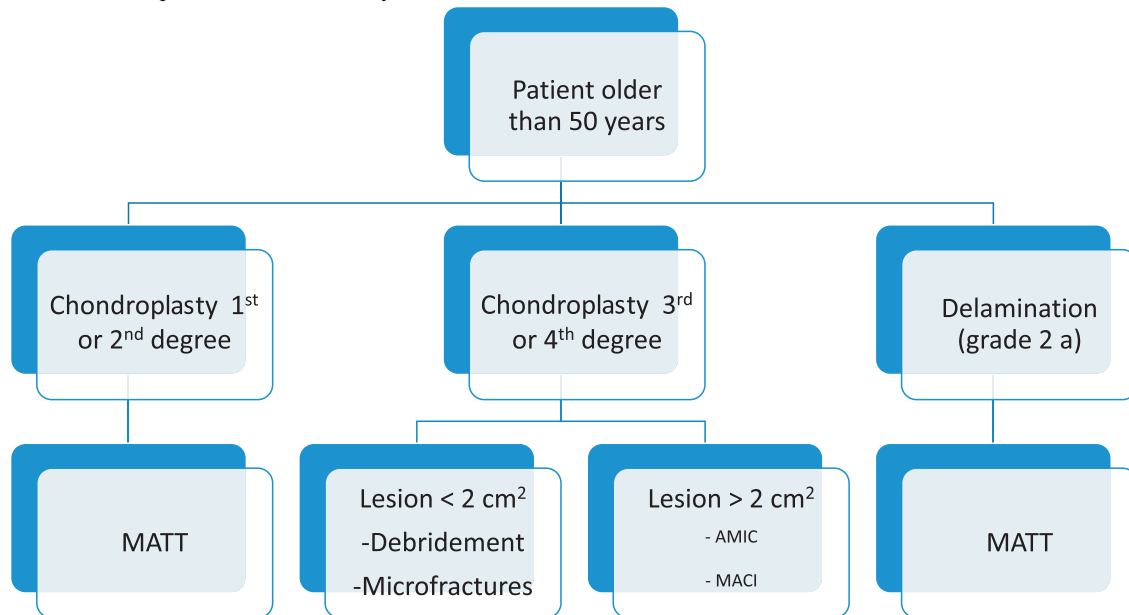 Patient older
than 50 years
Chondroplasty 1st
or 2nd degree
Chondroplasty 3rd
or 4th degree
Delamination
(grade 2 a)
MATT
Lesion < 2 cm²
-Debridement
-Microfractures
Lesion > 2 cm²
- AMIC
- MACI
MATT